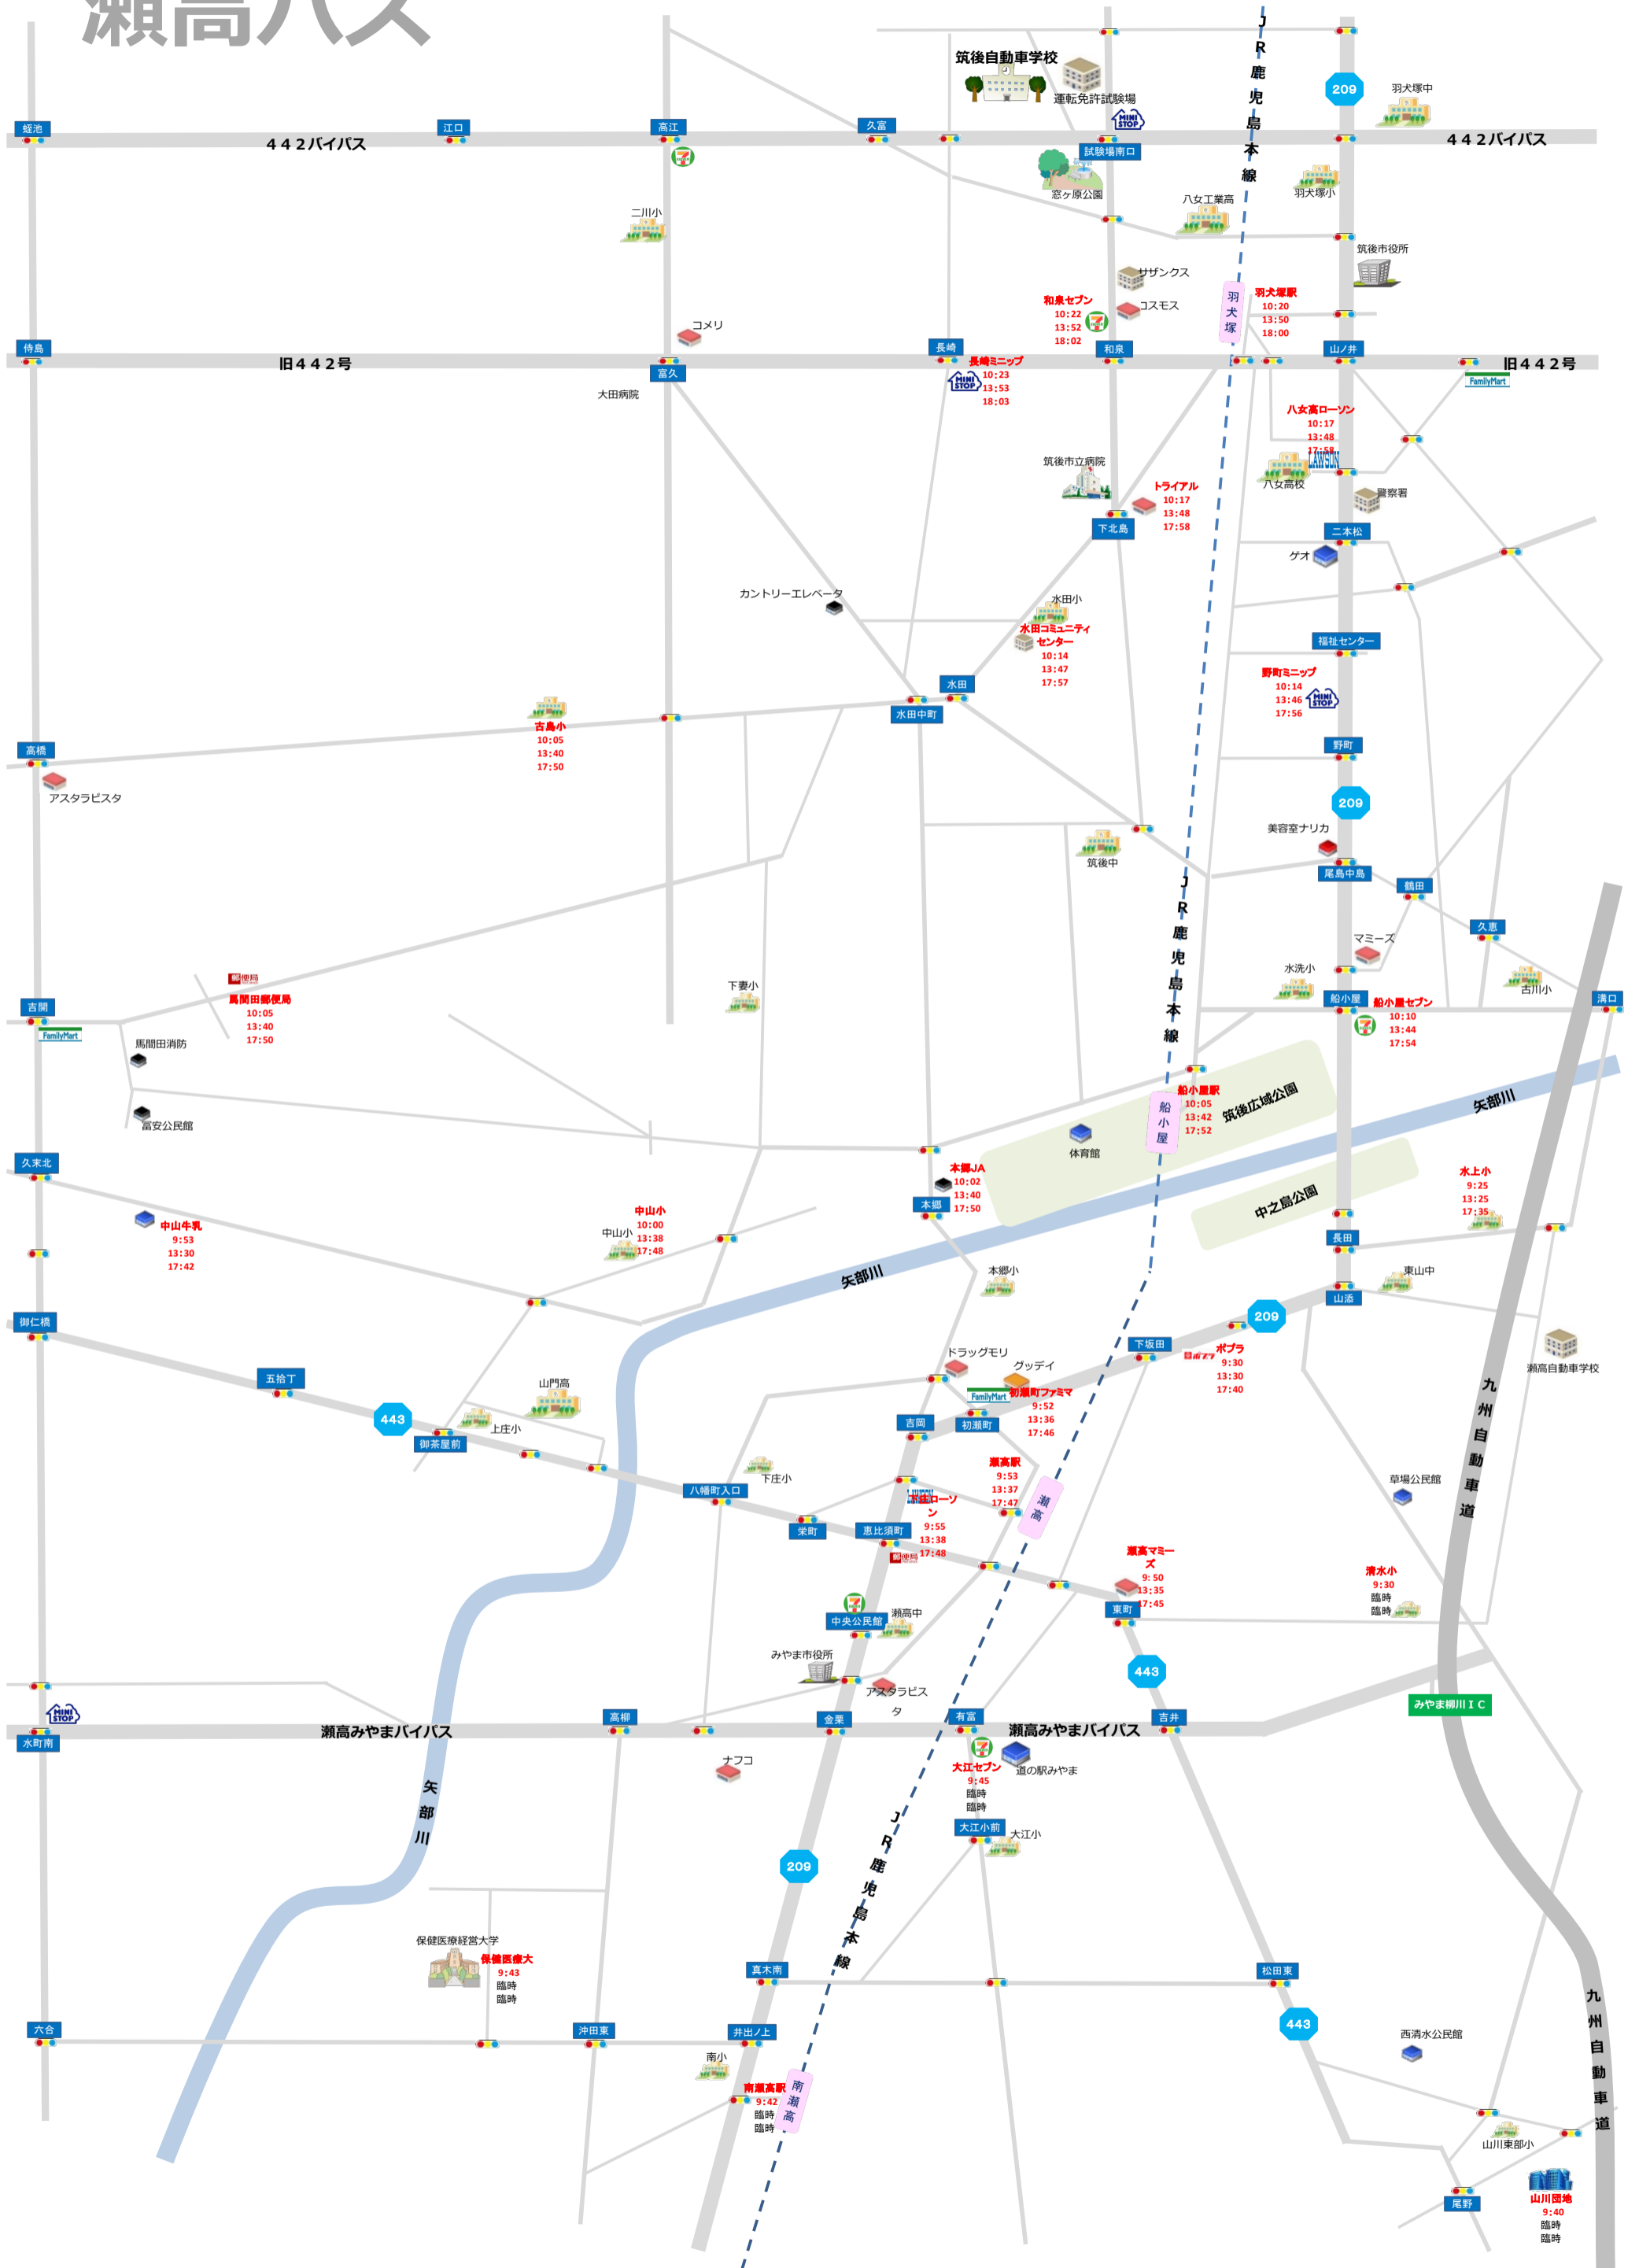 瀬高バス
筑後自動車学校
運転免許試験場
JR鹿児島本線
209
羽犬塚中
蛭池
江口
高江
久富
MINI STOP
442バイパス
442バイパス
試験場南口
窓ヶ原公園
八女工業高
羽犬塚小
二川小
筑後市役所
サザンクス
コスモス
和泉セブン
10:22
13:52
18:02
羽犬塚
羽犬塚駅
10:20
13:50
18:00
コメリ
侍島
旧442号
富久
長崎
和泉
山ノ井
旧442号
FamilyMart
大田病院
MINI STOP
長崎ミニップ
10:23
13:53
18:03
八女高ローソン
10:17
13:48
17:58
LAWSON
八女高校
警察署
筑後市立病院
トライアル
10:17
13:48
17:58
下北島
二本松
ゲオ
カントリーエレベータ
水田小
水田コミュニティ
センター
10:14
13:47
17:57
福祉センター
野町ミニップ
10:14
13:46
17:56
MINI STOP
水田
水田中町
古島小
10:05
13:40
17:50
高橋
アスタラビスタ
野町
209
美容室ナリカ
尾島中島
筑後中
鶴田
久恵
JR鹿児島本線
マミーズ
水洗小
古川小
船小屋
船小屋セブン
10:10
13:44
17:54
溝口
郵便局
馬間田郵便局
10:05
13:40
17:50
下妻小
吉開
FamilyMart
馬間田消防
冨安公民館
船小屋
船小屋駅
10:05
13:42
17:52
筑後広域公園
矢部川
体育館
久末北
本郷JA
10:02
13:40
17:50
本郷
中之島公園
水上小
9:25
13:25
17:35
中山牛乳
9:53
13:30
17:42
中山小
10:00
13:38
17:48
中山小
長田
矢部川
本郷小
東山中
山添
御仁橋
209
下坂田
ポプラ
ポプラ
9:30
13:30
17:40
瀬高自動車学校
ドラッグモリ
グッデイ
五拾丁
山門高
443
上庄小
御茶屋前
FamilyMart
初瀬町ファミマ
9:52
13:36
17:46
吉岡
初瀬町
九州自動車道
下庄小
瀬高駅
9:53
13:37
17:47
瀬高
草場公民館
八幡町入口
LAWSON
下庄ローソ
ン
9:55
13:38
17:48
栄町
恵比須町
郵便局
瀬高マミー
ズ
9:50
13:35
17:45
清水小
9:30
臨時
臨時
東町
中央公民館
瀬高中
みやま市役所
アスタラビス
タ
443
みやま柳川IC
MINI STOP
水町南
瀬高みやまバイパス
高柳
金栗
有富
瀬高みやまバイパス
吉井
ナフコ
大江セブン
9:45
臨時
臨時
道の駅みやま
矢部川
大江小前
大江小
JR鹿児島本線
209
保健医療経営大学
保健医療大
9:43
臨時
臨時
真木南
松田東
443
九州自動車道
六合
沖田東
井出ノ上
西清水公民館
南小
南瀬高駅
9:42
臨時
臨時
南瀬高
山川東部小
尾野
山川団地
9:40
臨時
臨時